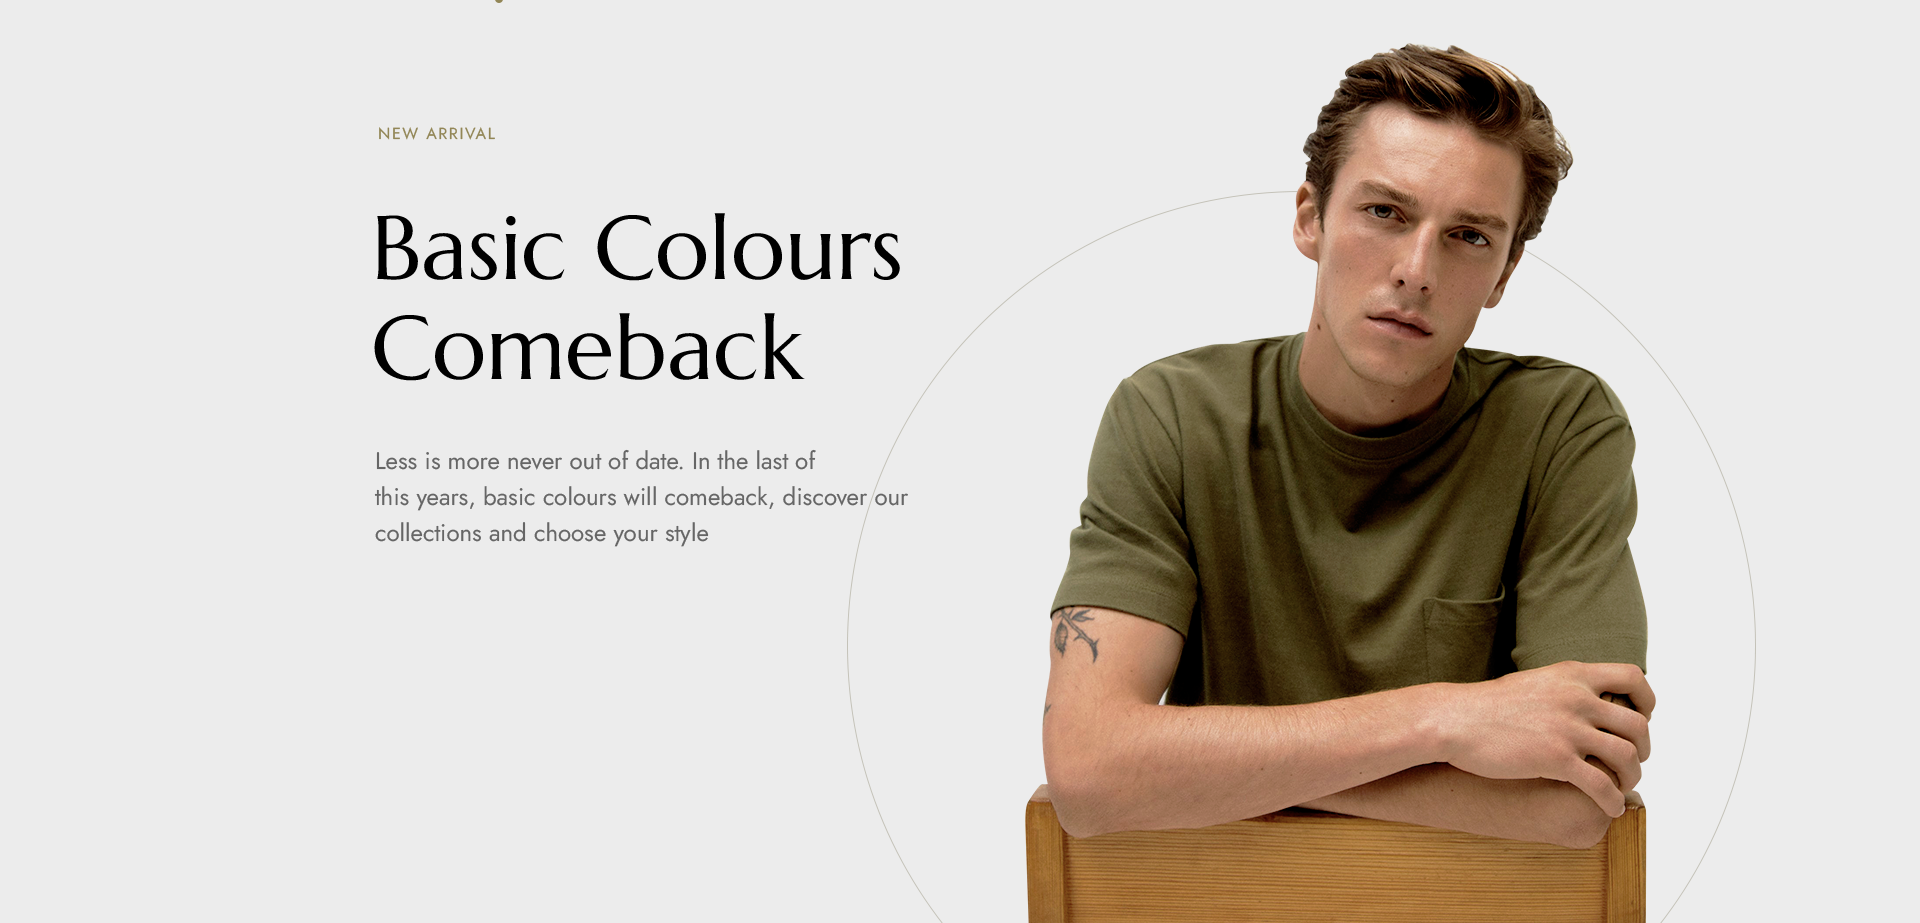 NEW ARRIVAL
Basic Colours
Comeback
Less is more never out of date. In the last of
this years, basic colours will comeback, discover our
collections and choose your style